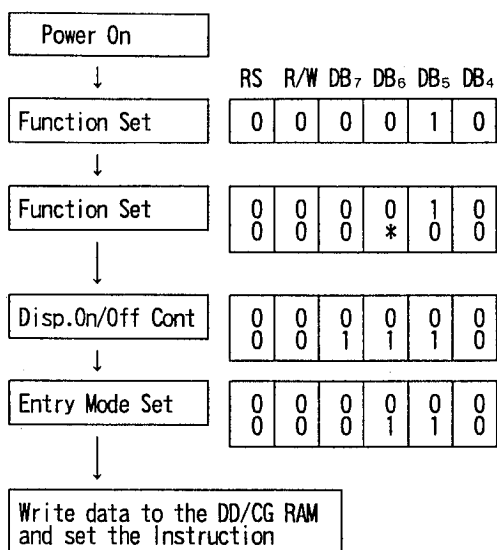 Power On
↓
RS R/W DB₇ DB₆ DB₅ DB₄
Function Set 0 0 0 0 1 0
↓
Function Set 0 0 0 0 1 0
0 0 0 * 0 0
↓
Disp.On/Off Cont 0 0 0 0 0 0
0 0 1 1 1 0
↓
Entry Mode Set 0 0 0 0 0 0
0 0 0 1 1 0
↓
Write data to the DD/CG RAM
and set the Instruction